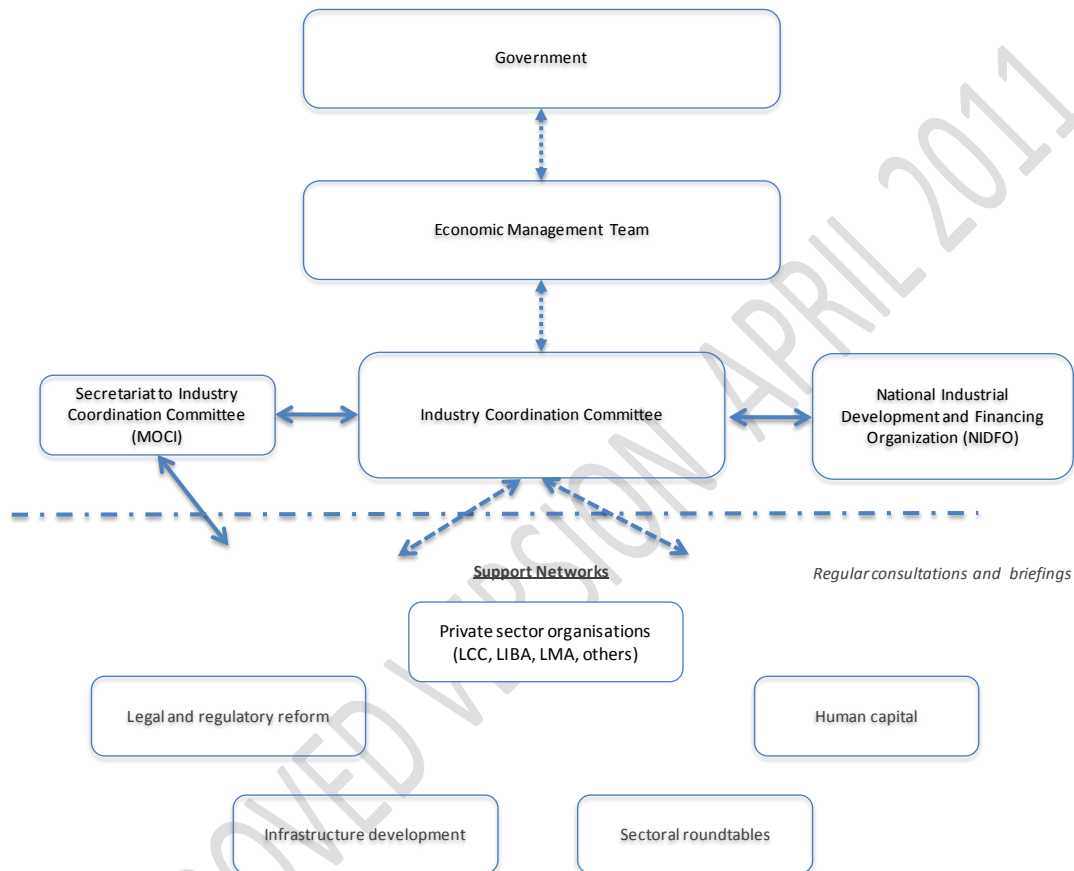 Government
Economic Management Team
Secretariat to Industry
Coordination Committee
(MOCI)
Industry Coordination Committee
National Industrial
Development and Financing
Organization (NIDFO)
Support Networks
Regular consultations and briefings
Private sector organisations
(LCC, LIBA, LMA, others)
Legal and regulatory reform
Human capital
Infrastructure development
Sectoral roundtables
OVED VERSION APRIL 2011